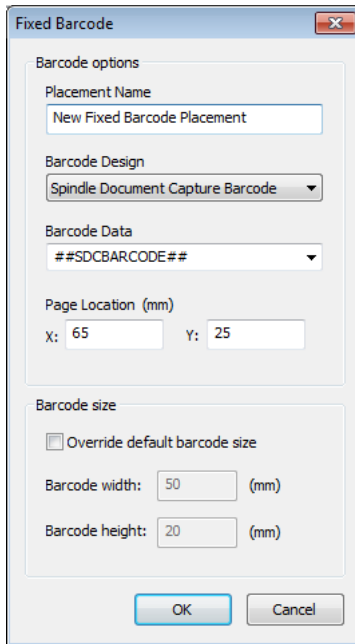 Fixed Barcode
Barcode options
Placement Name
New Fixed Barcode Placement
Barcode Design
Spindle Document Capture Barcode
Barcode Data
##SDCBARCODE##
Page Location (mm)
X: 65 Y: 25
Barcode size
Override default barcode size
Barcode width: 50 (mm)
Barcode height: 20 (mm)
OK Cancel